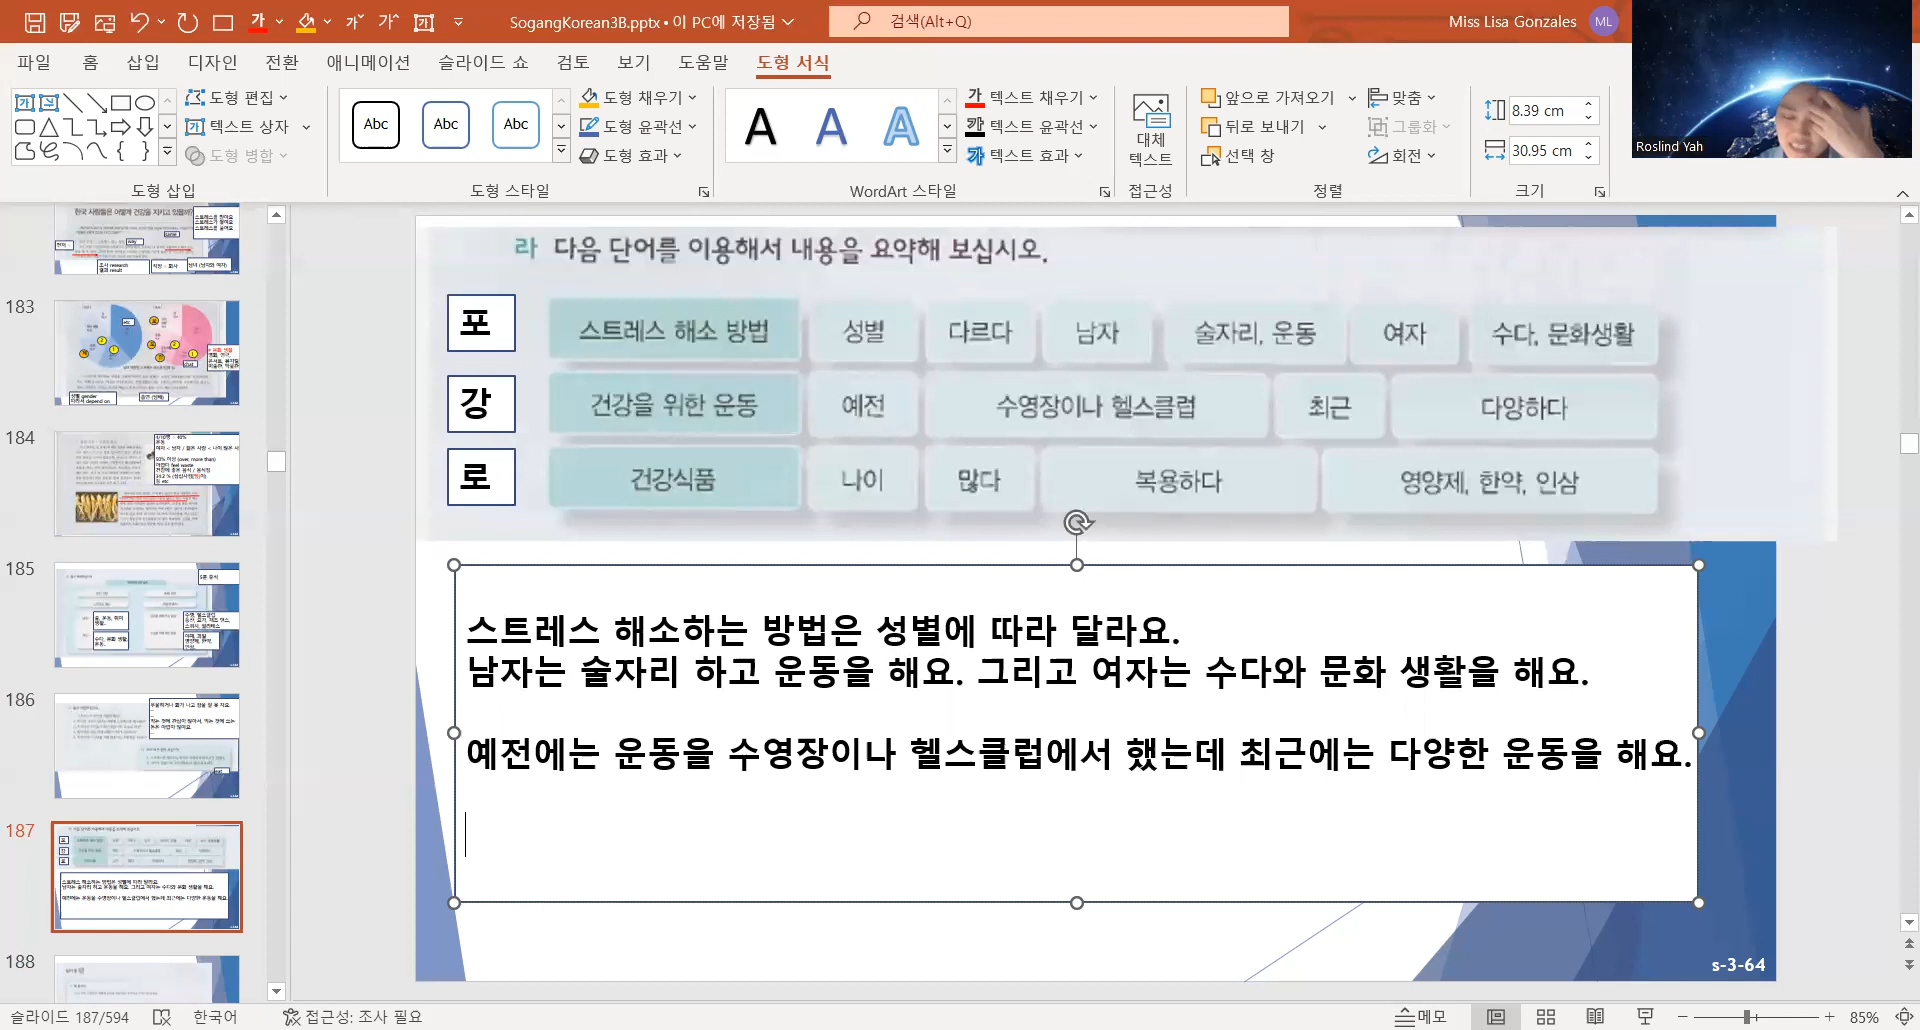 SogangKorean3B.pptx • 이 PC에 저장됨
검색(Alt+Q)
Miss Lisa Gonzales
ML
파일 홈 삽입 디자인 전환 애니메이션 슬라이드 쇼 검토 보기 도움말 도형 서식
도형 편집
텍스트 상자
도형 병합
도형 삽입
Abc Abc Abc
도형 채우기
도형 윤곽선
도형 효과
도형 스타일
A A A
텍스트 채우기
텍스트 윤곽선
텍스트 효과
WordArt 스타일
대체 텍스트
접근성
앞으로 가져오기
뒤로 보내기
선택 창
맞춤
그룹화
회전
정렬
8.39 cm
30.95 cm
크기
Roslind Yah
183
184
185
186
187
188
라 다음 단어를 이용해서 내용을 요약해 보십시오.
포 스트레스 해소 방법 성별 다르다 남자 술자리, 운동 여자 수다, 문화생활
강 건강을 위한 운동 예전 수영장이나 헬스클럽 최근 다양하다
로 건강식품 나이 많다 복용하다 영양제, 한약, 인삼
스트레스 해소하는 방법은 성별에 따라 달라요.
남자는 술자리 하고 운동을 해요. 그리고 여자는 수다와 문화 생활을 해요.
예전에는 운동을 수영장이나 헬스클럽에서 했는데 최근에는 다양한 운동을 해요.
s-3-64
슬라이드 187/594
한국어
접근성: 조사 필요
메모
85%